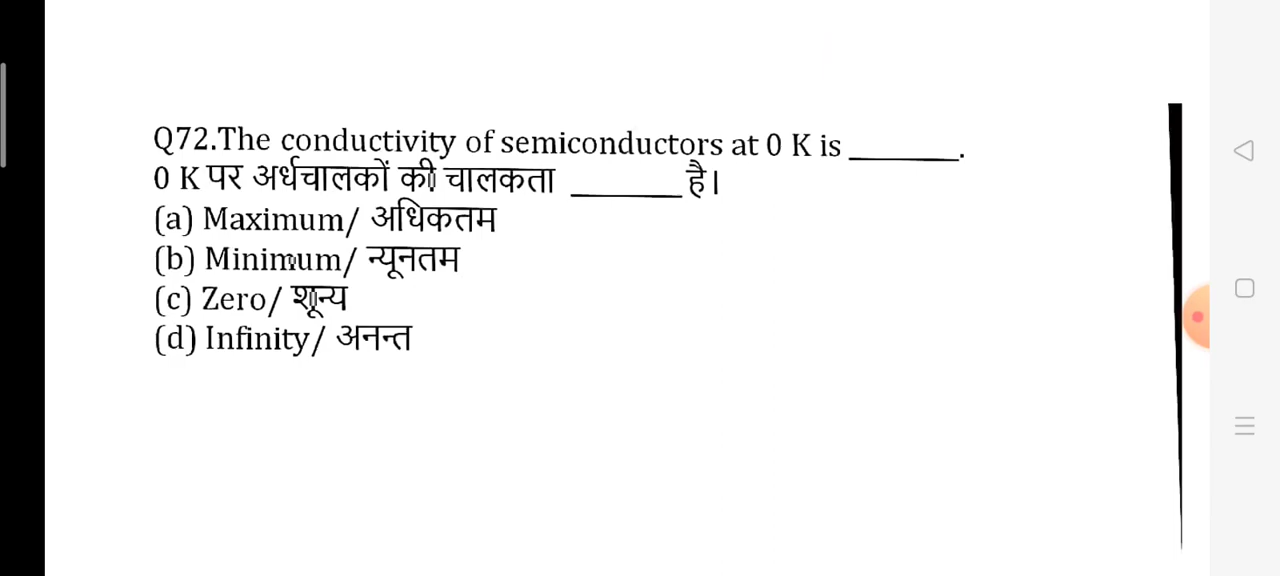 Q72.The conductivity of semiconductors at 0 K is _______.
0 K पर अर्धचालकों की चालकता _______ है।
(a) Maximum/ अधिकतम
(b) Minimum/ न्यूनतम
(c) Zero/ शून्य
(d) Infinity/ अनन्त